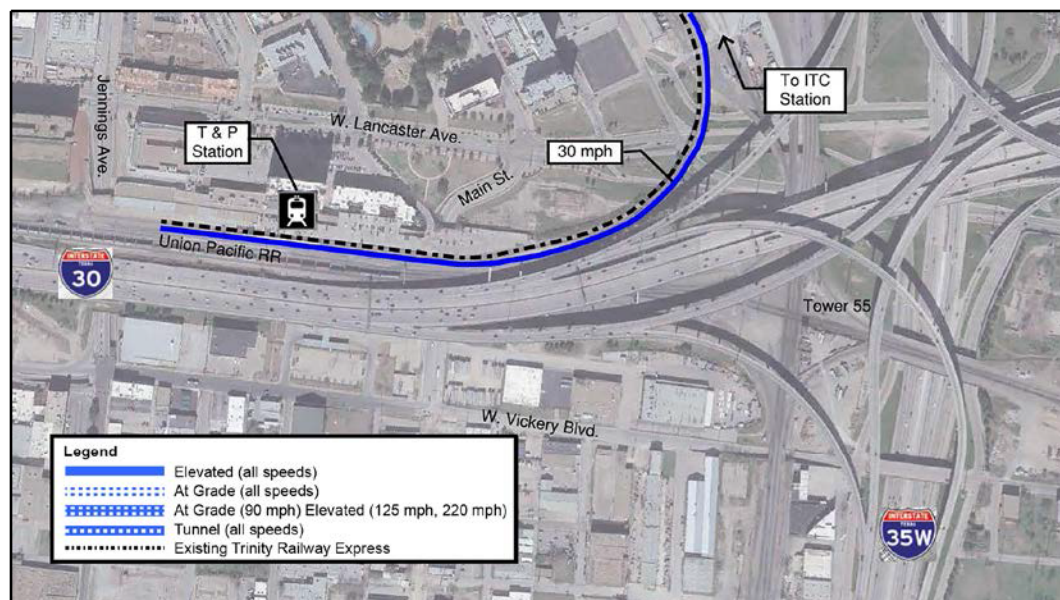 To ITC
Station
Jennings Ave.
W. Lancaster Ave.
T & P
Station
30 mph
Main St.
Union Pacific RR
INTERSTATE
TEXAS
30
Tower 55
W. Vickery Blvd.
Legend
Elevated (all speeds)
At Grade (all speeds)
At Grade (90 mph) Elevated (125 mph, 220 mph)
Tunnel (all speeds)
Existing Trinity Railway Express
INTERSTATE
TEXAS
35W